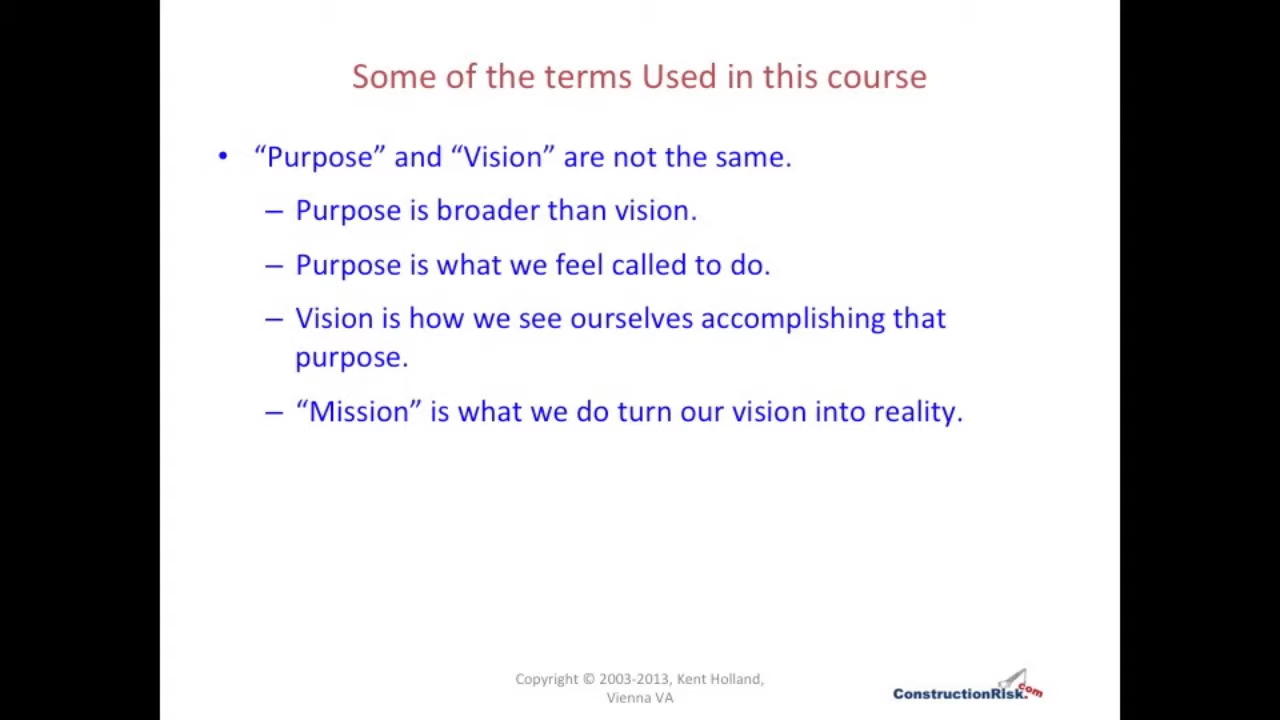 Some of the terms Used in this course
• “Purpose” and “Vision” are not the same.
– Purpose is broader than vision.
– Purpose is what we feel called to do.
– Vision is how we see ourselves accomplishing that
purpose.
– “Mission” is what we do turn our vision into reality.
Copyright © 2003-2013, Kent Holland,
Vienna VA
ConstructionRisk.com